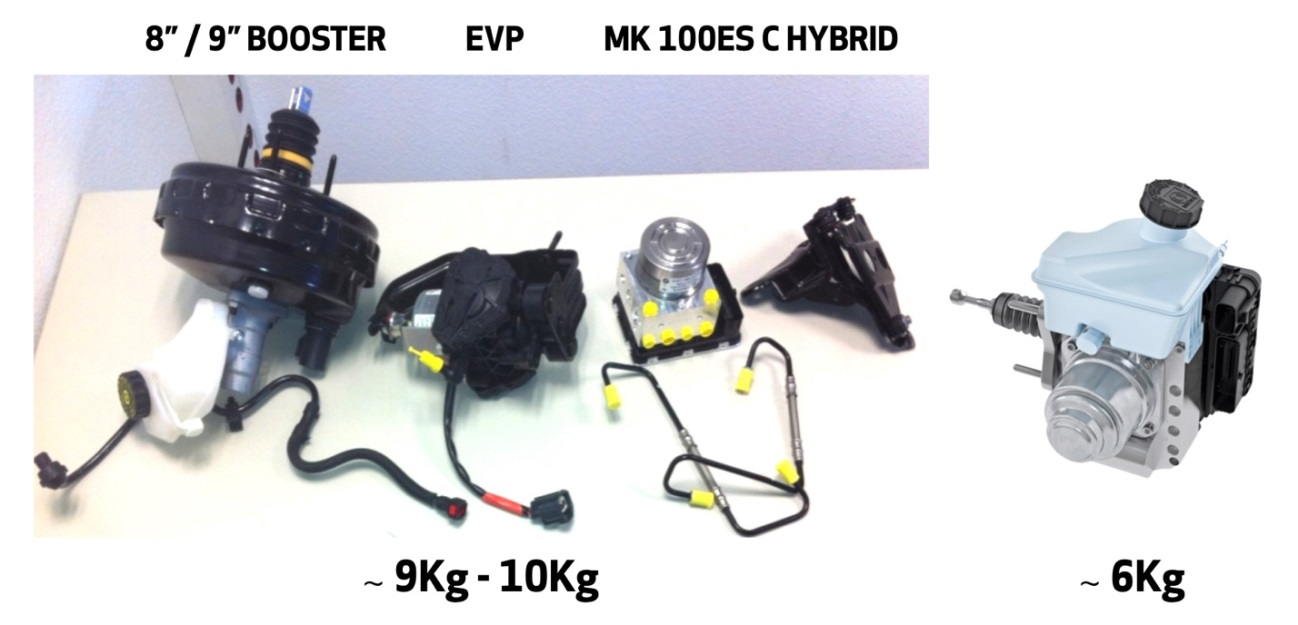 8” / 9” BOOSTER EVP MK 100ES C HYBRID
~ 9Kg - 10Kg ~ 6Kg